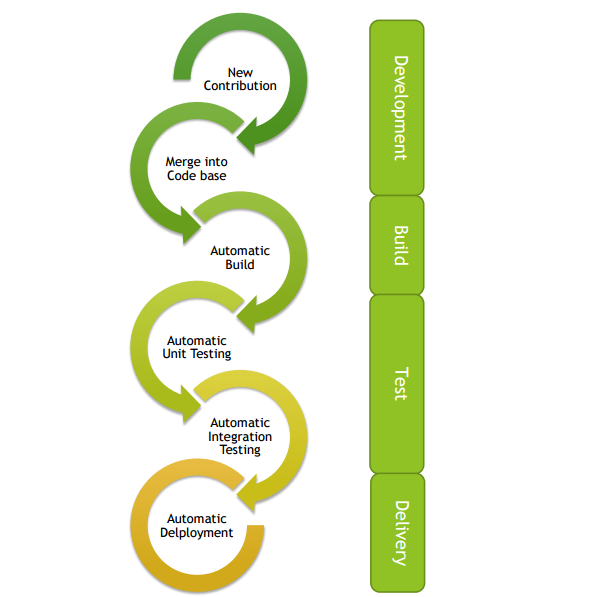 New
Contribution
Merge into
Code base
Automatic
Build
Automatic
Unit Testing
Automatic
Integration
Testing
Automatic
Delployment
Development
Build
Test
Delivery